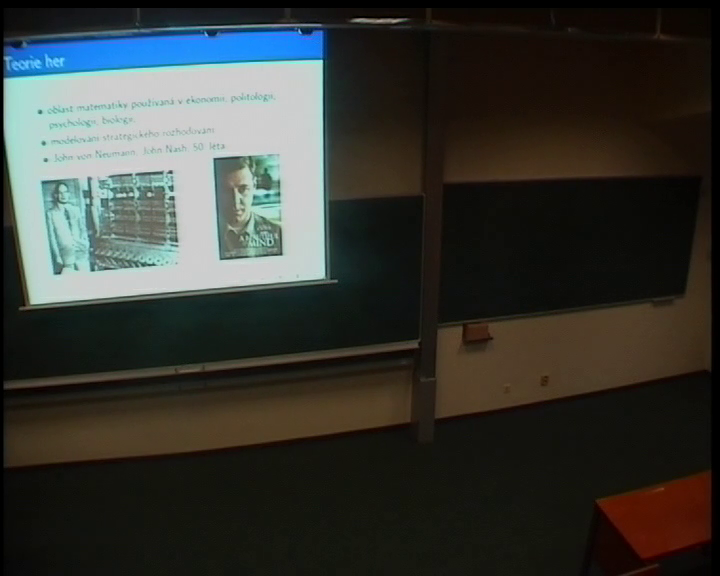 Teorie her
oblast matematiky používaná v ekonomii, politologii,
psychologii, biologii,
modelování strategického rozhodování
John von Neumann, John Nash, 50. léta
A BEAUTIFUL
MIND